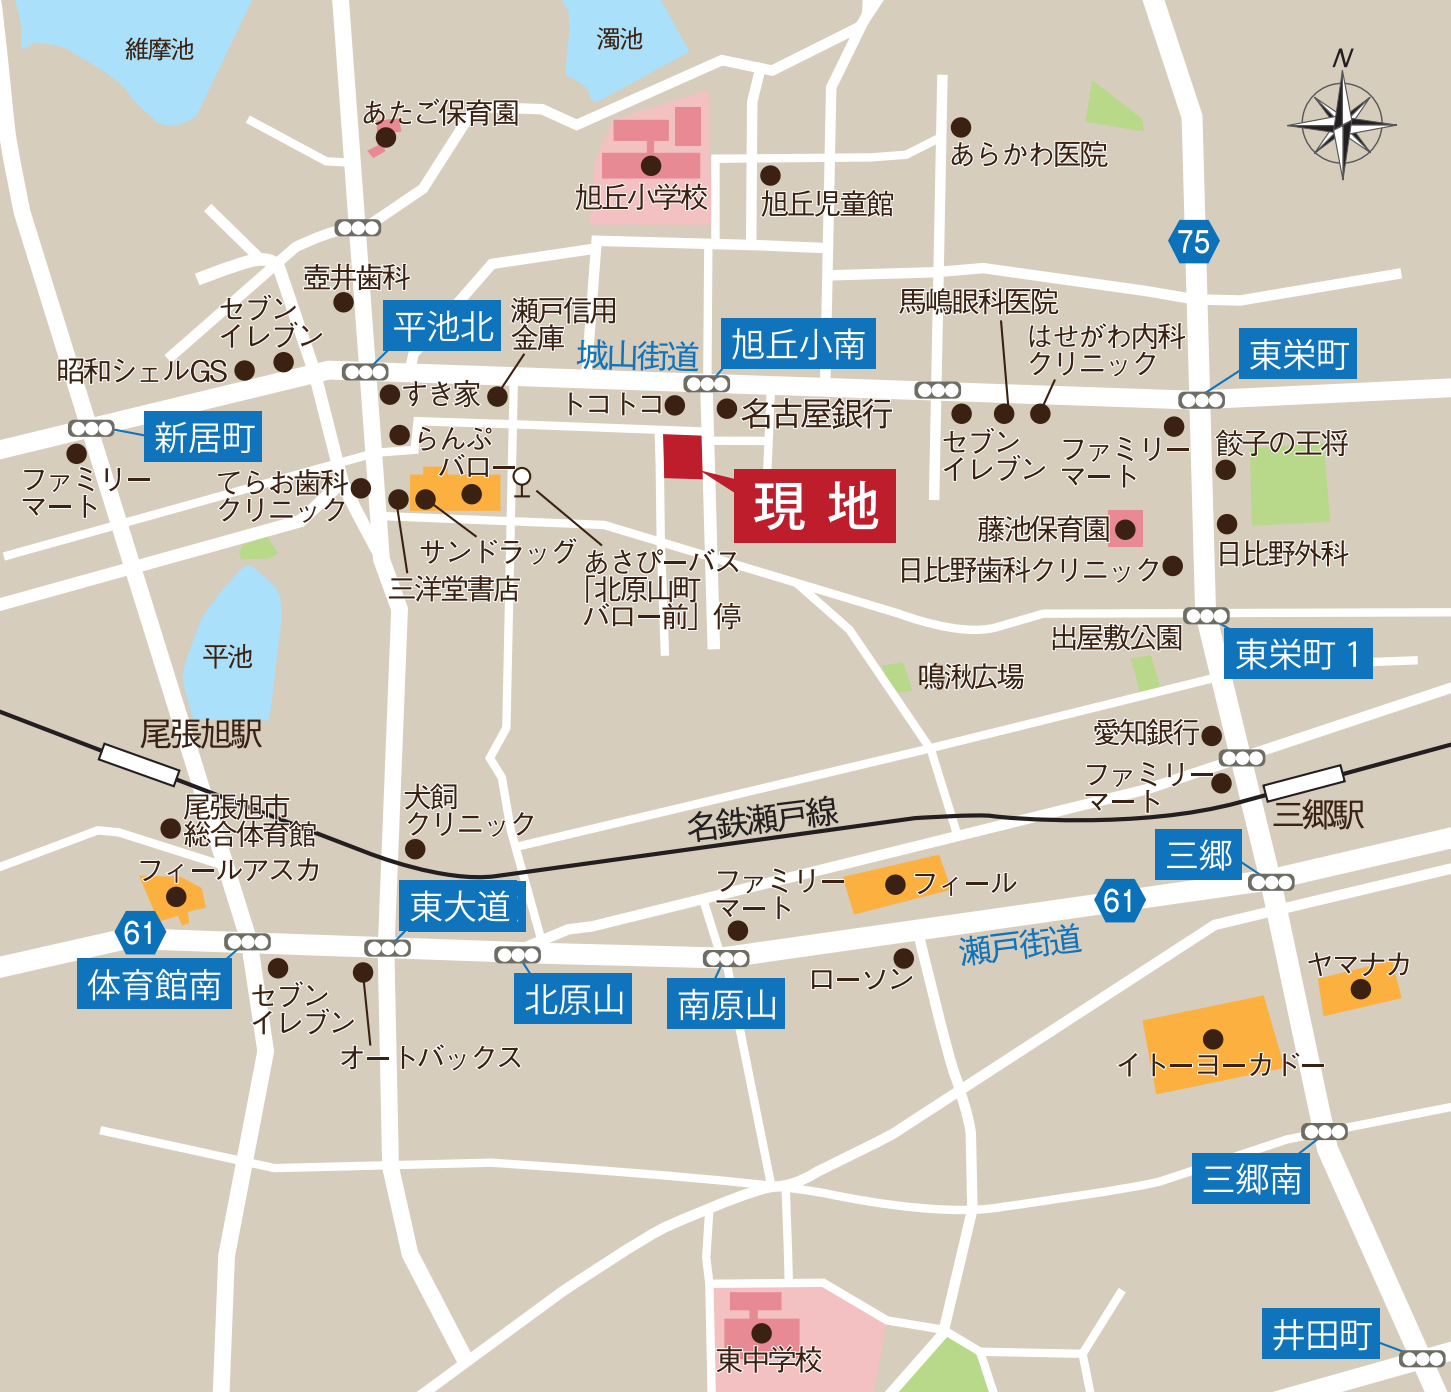 維摩池
濁池
N
あたご保育園
あらかわ医院
旭丘小学校
旭丘児童館
75
壺井歯科
セブン
イレブン
平池北
瀬戸信用
金庫
城山街道
旭丘小南
馬嶋眼科医院
はせがわ内科
クリニック
東栄町
昭和シェルGS
すき家
トコトコ
名古屋銀行
新居町
らんぷ
バロー
セブン
イレブン
ファミリー
マート
餃子の王将
ファミリー
マート
てらお歯科
クリニック
現地
藤池保育園
サンドラッグ
三洋堂書店
あさぴーバス
「北原山町
バロー前」停
日比野歯科クリニック
日比野外科
平池
出屋敷公園
東栄町1
鳴湫広場
尾張旭駅
愛知銀行
ファミリー
マート
尾張旭市
総合体育館
犬飼
クリニック
名鉄瀬戸線
三郷駅
フィールアスカ
三郷
ファミリー
マート
フィール
61
東大道
61
瀬戸街道
体育館南
セブン
イレブン
北原山
南原山
ローソン
ヤマナカ
オートバックス
イトーヨーカドー
三郷南
井田町
東中学校